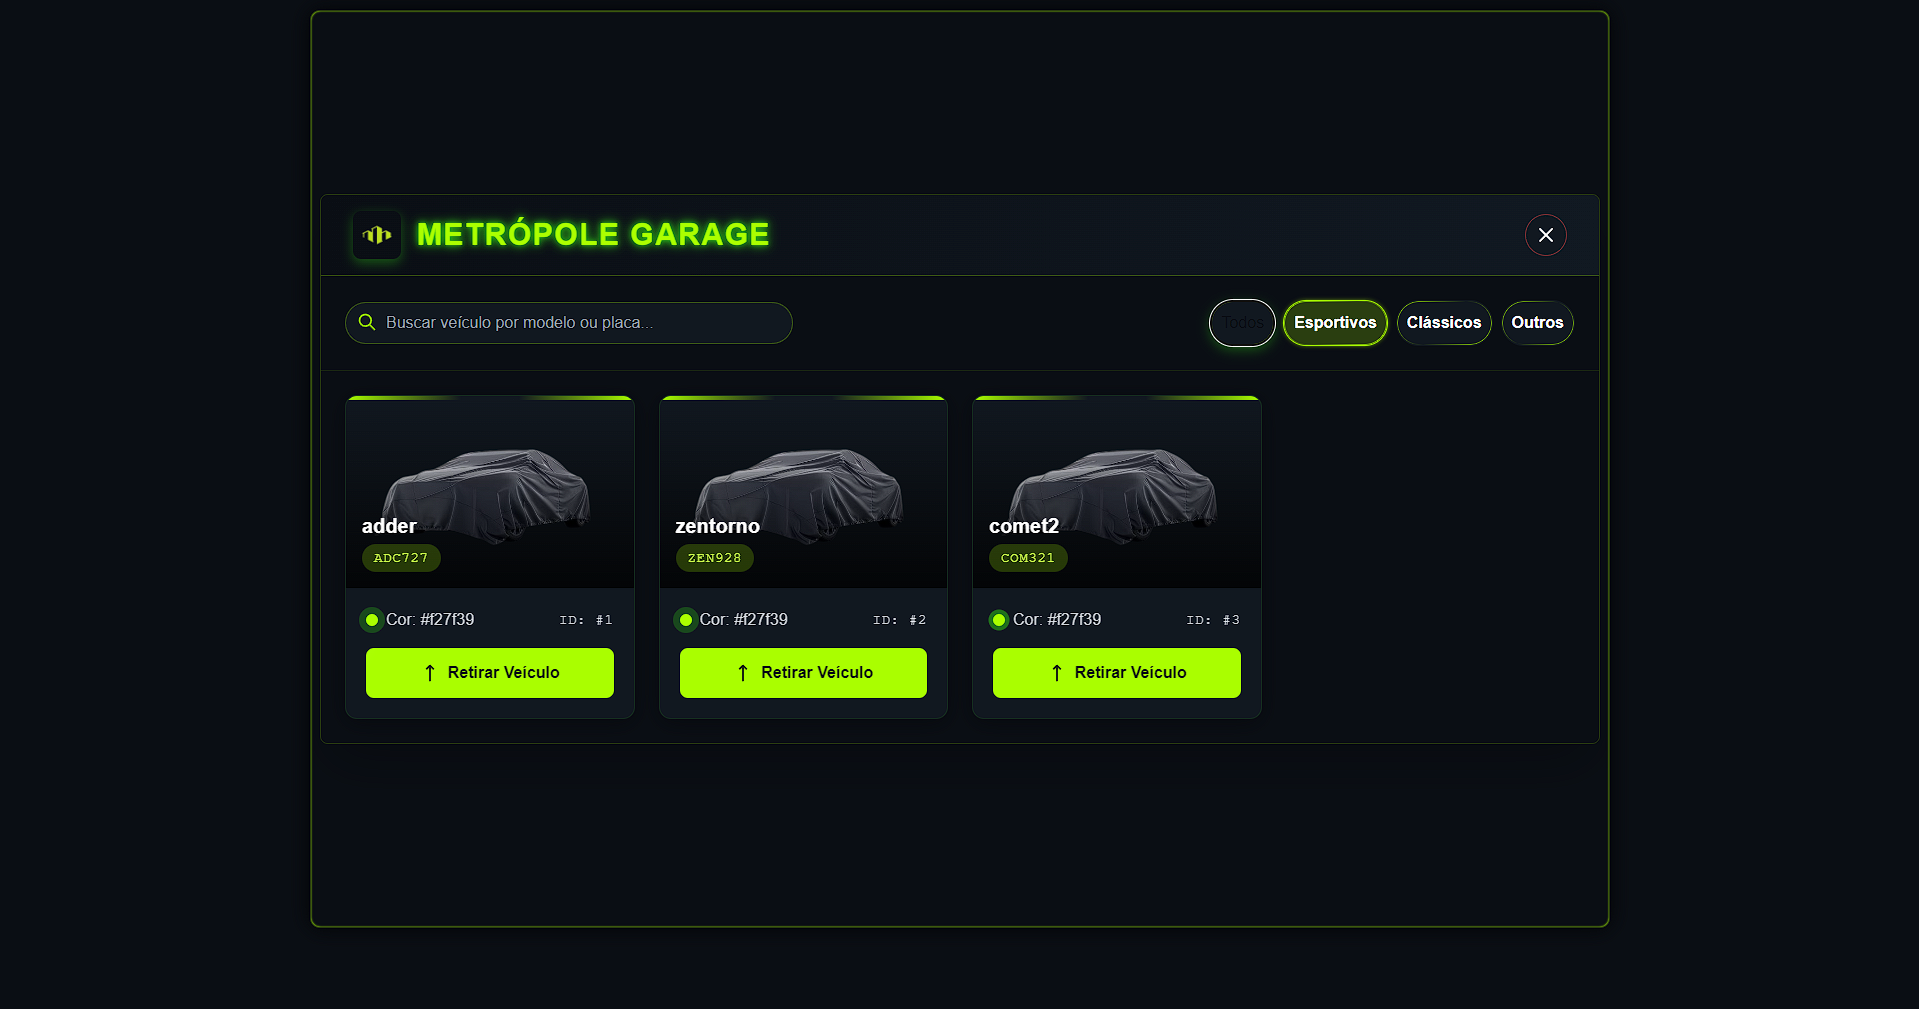 METRÓPOLE GARAGE
Buscar veículo por modelo ou placa...
Todos
Esportivos
Clássicos
Outros
adder
ADC727
Cor: #f27f39
ID: #1
Retirar Veículo
zentorno
ZEN928
Cor: #f27f39
ID: #2
Retirar Veículo
comet2
COM321
Cor: #f27f39
ID: #3
Retirar Veículo